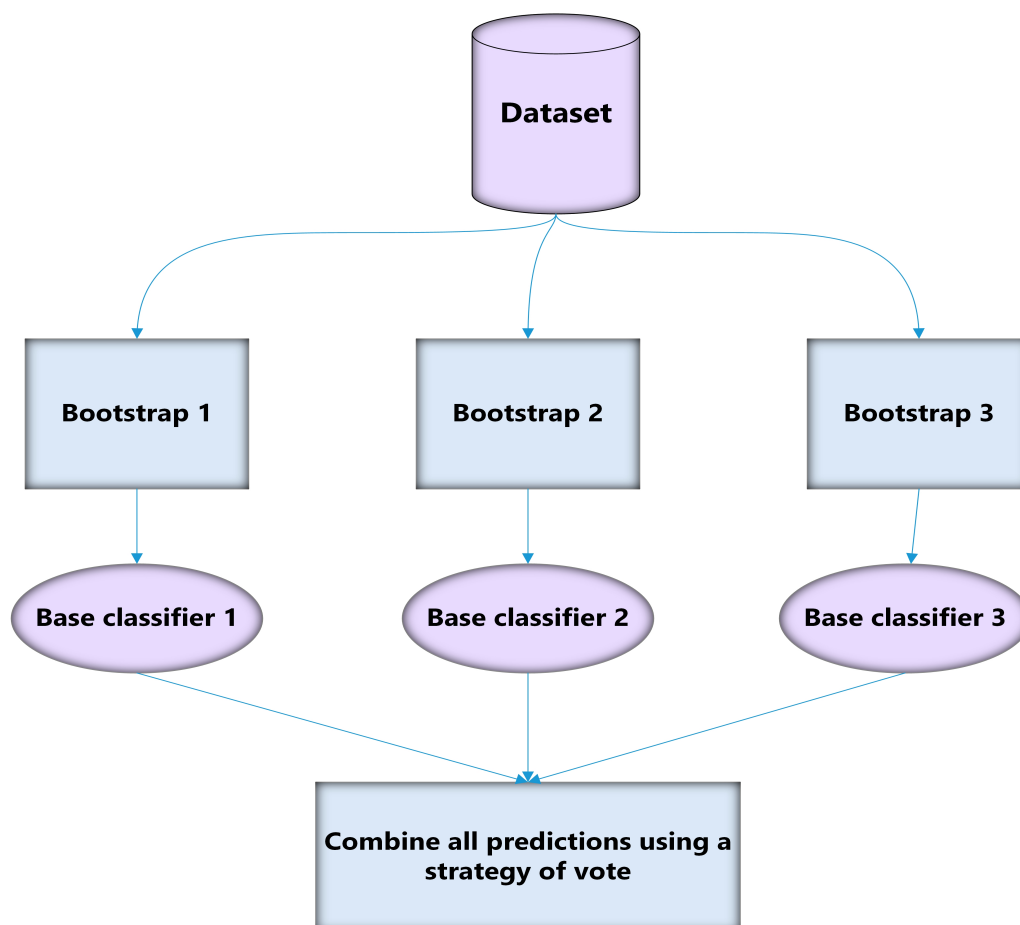 Dataset
Bootstrap 1
Bootstrap 2
Bootstrap 3
Base classifier 1
Base classifier 2
Base classifier 3
Combine all predictions using a
strategy of vote